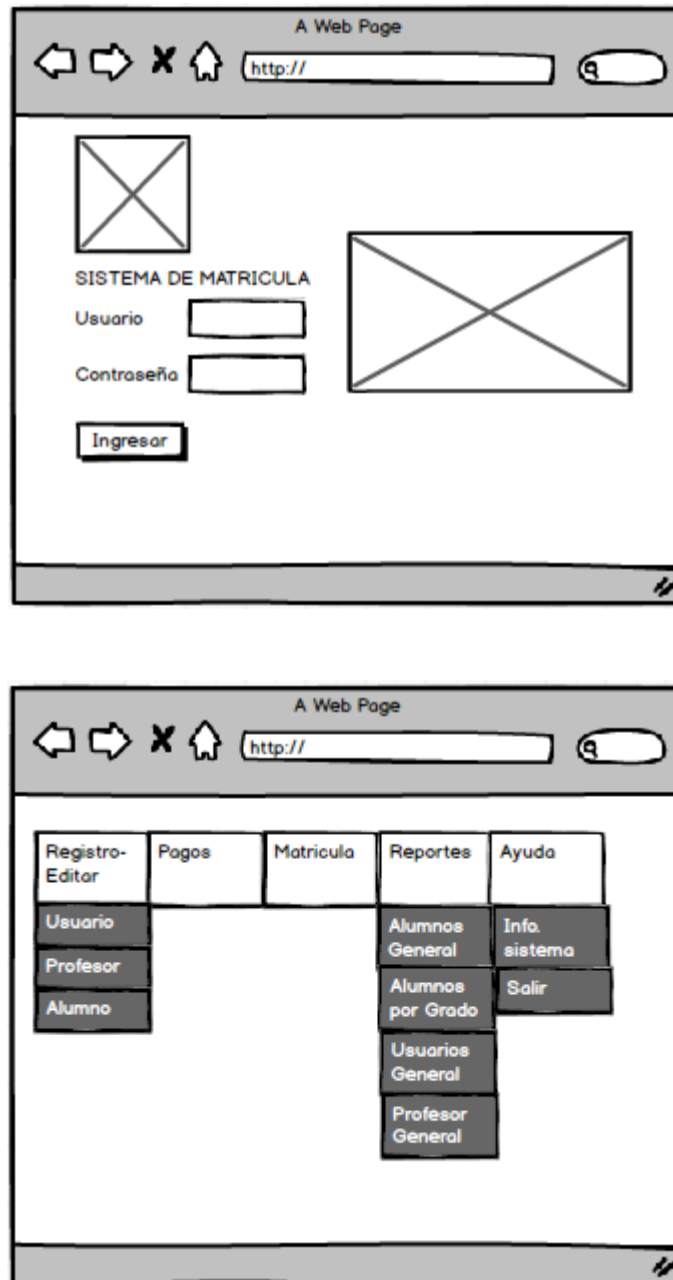 A Web Page
http://
SISTEMA DE MATRICULA
Usuario
Contraseña
Ingresar
A Web Page
http://
Registro-
Editar
Pagos
Matricula
Reportes
Ayuda
Usuario
Profesor
Alumno
Alumnos
General
Alumnos
por Grado
Usuarios
General
Profesor
General
Info.
sistema
Salir